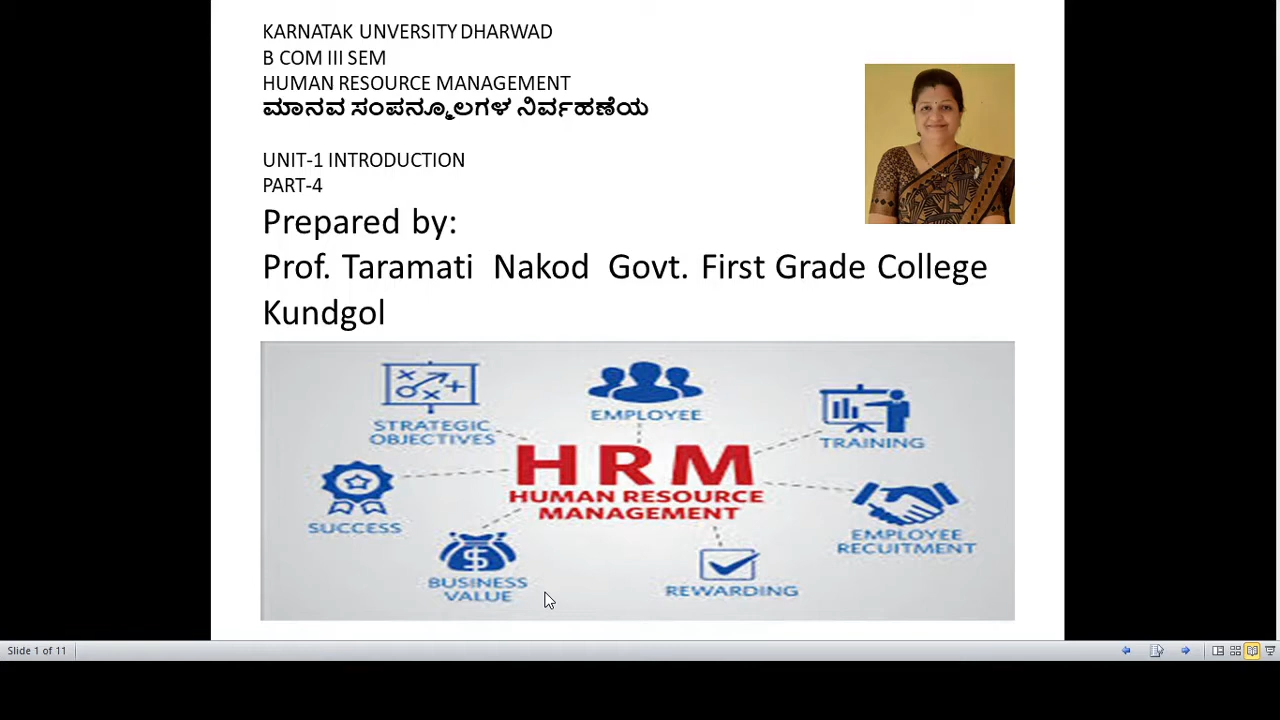 KARNATAK UNVERSITY DHARWAD
B COM III SEM
HUMAN RESOURCE MANAGEMENT
ಮಾನವ ಸಂಪನ್ಮೂಲಗಳ ನಿರ್ವಹಣೆಯ
UNIT-1 INTRODUCTION
PART-4
Prepared by:
Prof. Taramati Nakod Govt. First Grade College
Kundgol
STRATEGIC
OBJECTIVES
EMPLOYEE
TRAINING
HRM
HUMAN RESOURCE
MANAGEMENT
SUCCESS
EMPLOYEE
RECUITMENT
BUSINESS
VALUE
REWARDING
Slide 1 of 11